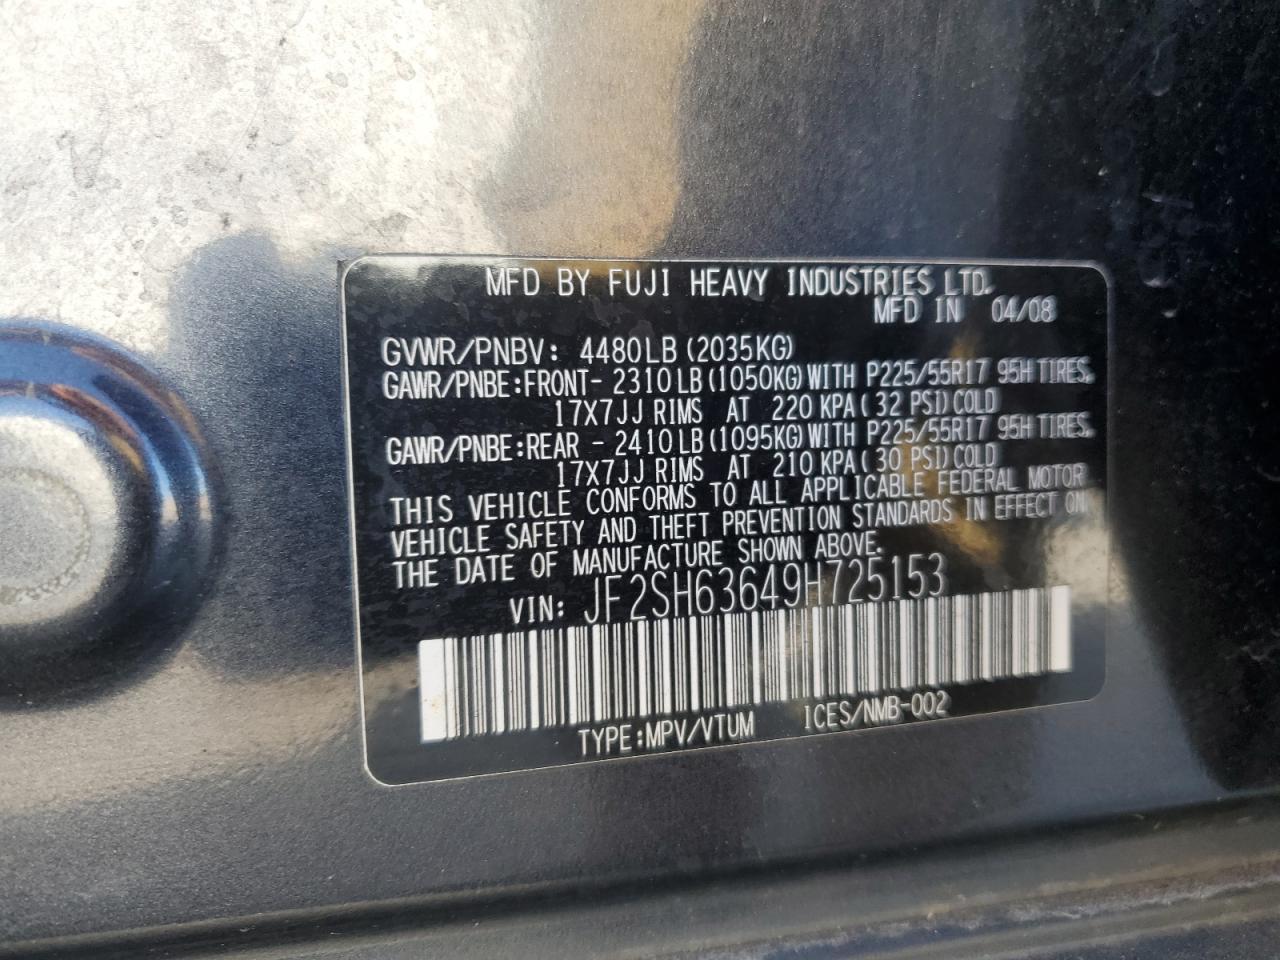 MFD BY FUJI HEAVY INDUSTRIES LTD.
MFD IN 04/08
GVWR/PNBV: 4480LB (2035KG)
GAWR/PNBE:FRONT- 2310LB (1050KG) WITH P225/55R17 95H TIRES,
17X7JJ RIMS AT 220 KPA (32 PSI) COLD
GAWR/PNBE:REAR - 2410LB (1095KG) WITH P225/55R17 95H TIRES,
17X7JJ RIMS AT 210 KPA (30 PSI) COLD
THIS VEHICLE CONFORMS TO ALL APPLICABLE FEDERAL MOTOR
VEHICLE SAFETY AND THEFT PREVENTION STANDARDS IN EFFECT ON
THE DATE OF MANUFACTURE SHOWN ABOVE.
VIN: JF2SH63649H725153
TYPE:MPV/VTUM ICES/NMB-002